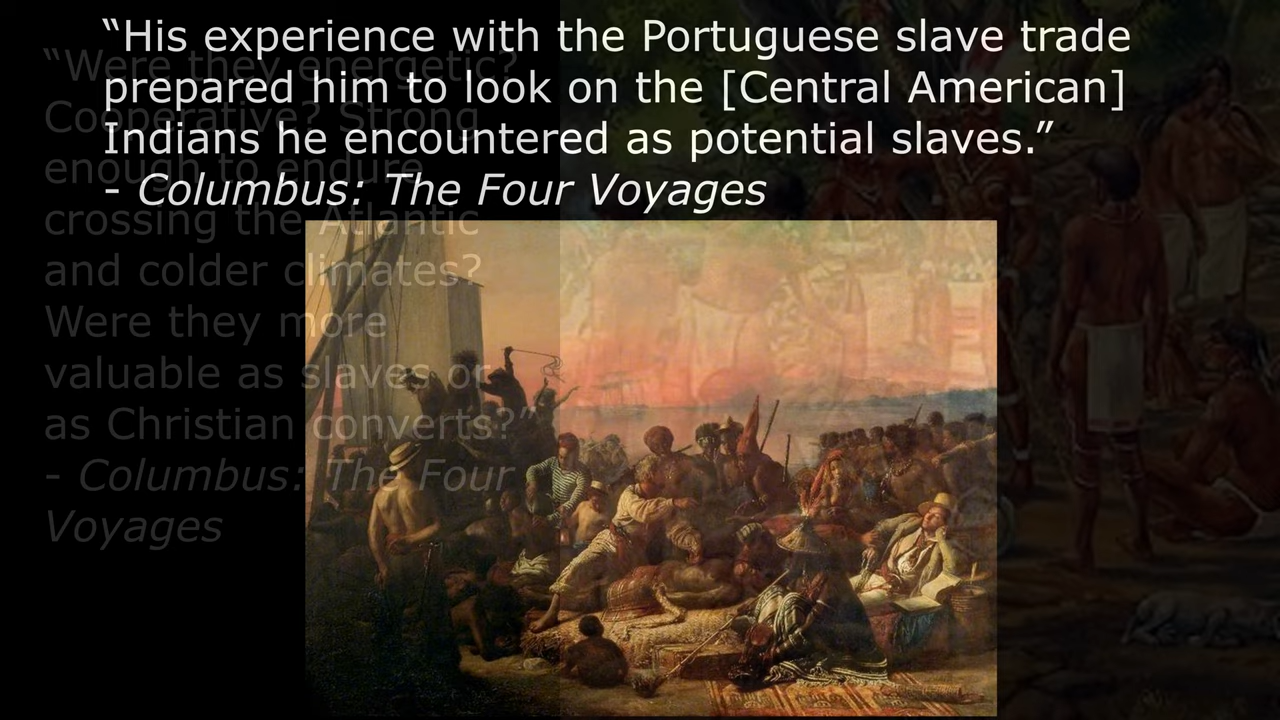 “His experience with the Portuguese slave trade
prepared him to look on the [Central American]
Indians he encountered as potential slaves.”
- Columbus: The Four Voyages
“Were they energetic?
Cooperative? Strong
enough to endure
crossing the Atlantic
and colder climates?
Were they more
valuable as slaves or
as Christian converts?”
- Columbus: The Four
Voyages